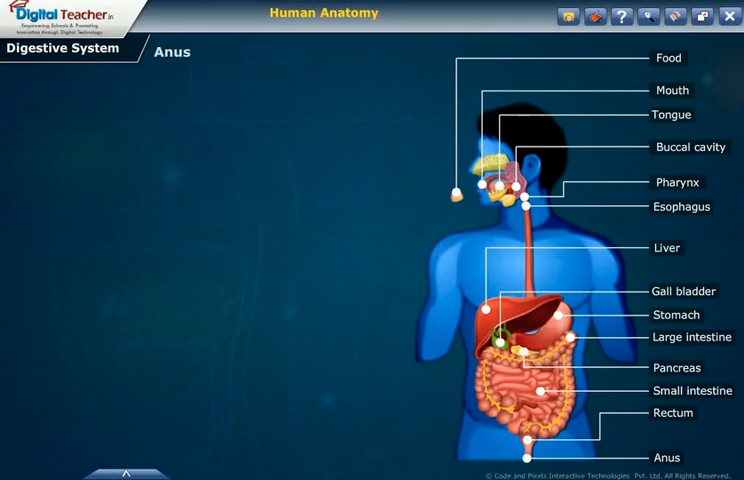 Digital Teacher.in
Empowering Schools & Promoting
Innovation through Digital Technology
Human Anatomy
?
Digestive System
Anus
Food
Mouth
Tongue
Buccal cavity
Pharynx
Esophagus
Liver
Gall bladder
Stomach
Large intestine
Pancreas
Small intestine
Rectum
Anus
© Code and Pixels Interactive Technologies Pvt. Ltd. All Rights Reserved.